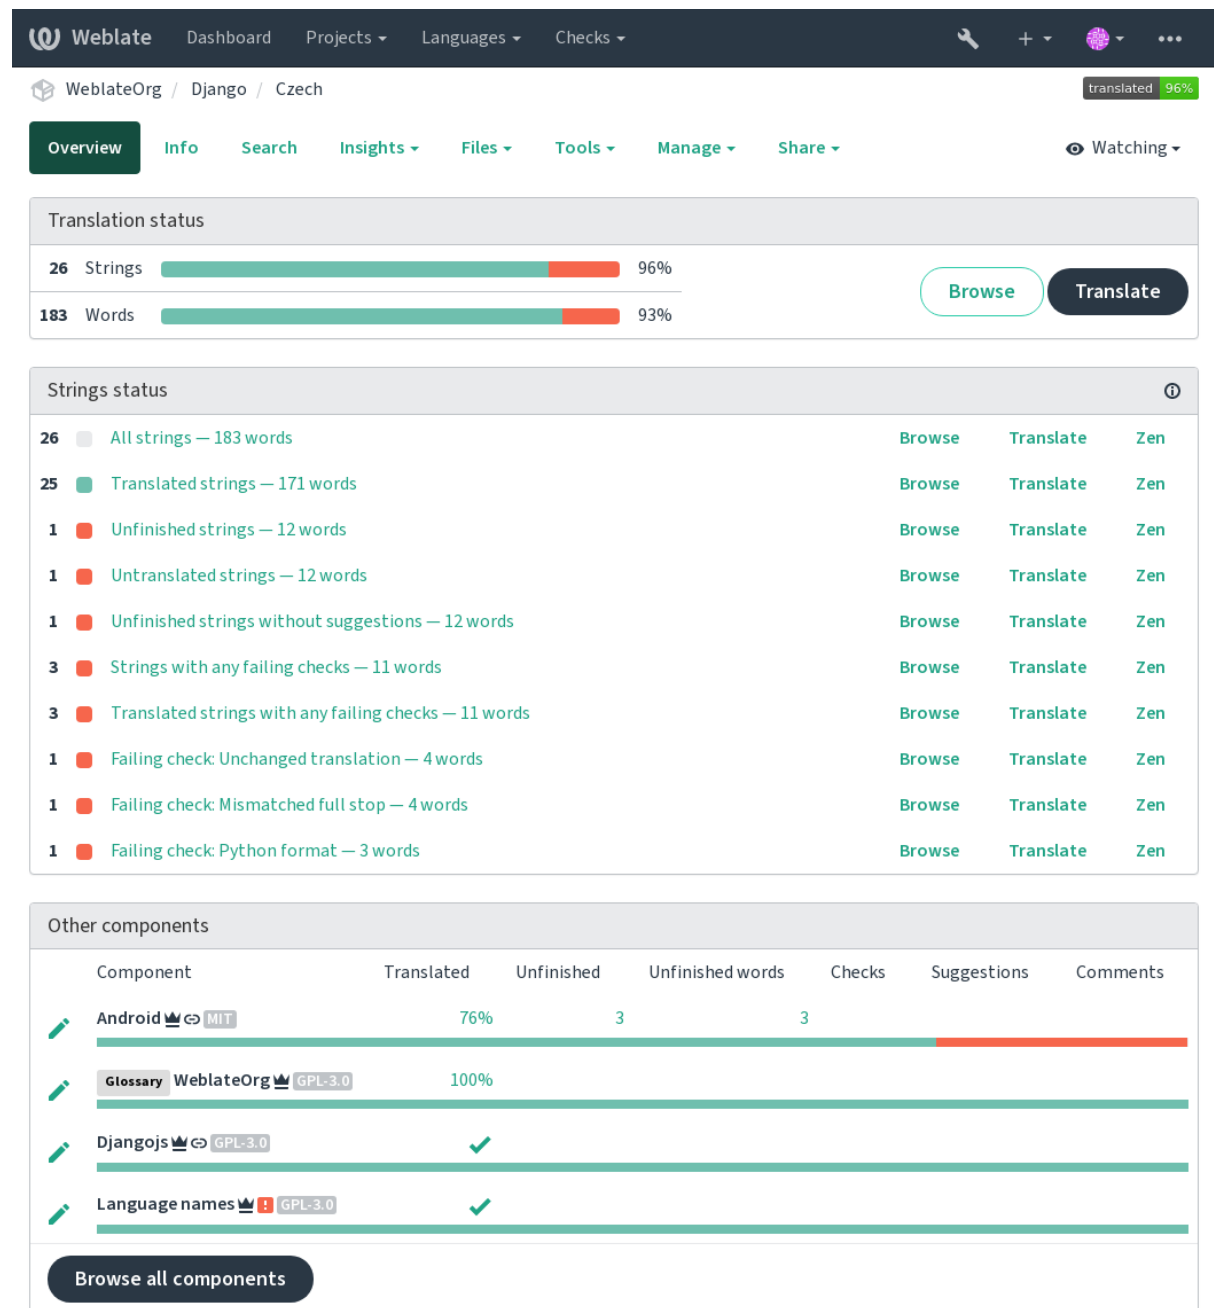 Weblate Dashboard Projects Languages Checks
WeblateOrg / Django / Czech translated 96%
Overview Info Search Insights Files Tools Manage Share Watching
Translation status
26 Strings 96%
Browse Translate
183 Words 93%
Strings status
26 All strings — 183 words Browse Translate Zen
25 Translated strings — 171 words Browse Translate Zen
1 Unfinished strings — 12 words Browse Translate Zen
1 Untranslated strings — 12 words Browse Translate Zen
1 Unfinished strings without suggestions — 12 words Browse Translate Zen
3 Strings with any failing checks — 11 words Browse Translate Zen
3 Translated strings with any failing checks — 11 words Browse Translate Zen
1 Failing check: Unchanged translation — 4 words Browse Translate Zen
1 Failing check: Mismatched full stop — 4 words Browse Translate Zen
1 Failing check: Python format — 3 words Browse Translate Zen
Other components
Component Translated Unfinished Unfinished words Checks Suggestions Comments
Android MIT 76% 3 3
Glossary WeblateOrg GPL-3.0 100%
Djangojs GPL-3.0
Language names GPL-3.0
Browse all components